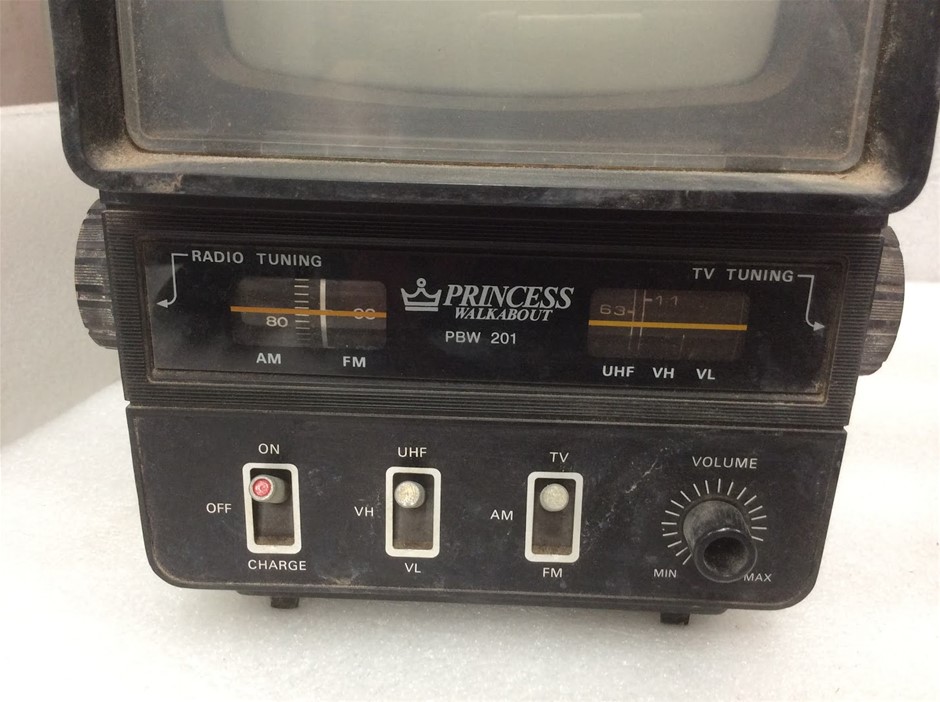 RADIO TUNING
PRINCESS
WALKABOUT
PBW 201
TV TUNING
80
AM FM
63 11
UHF VH VL
ON
OFF
CHARGE
UHF
VH
VL
TV
AM
FM
VOLUME
MIN MAX